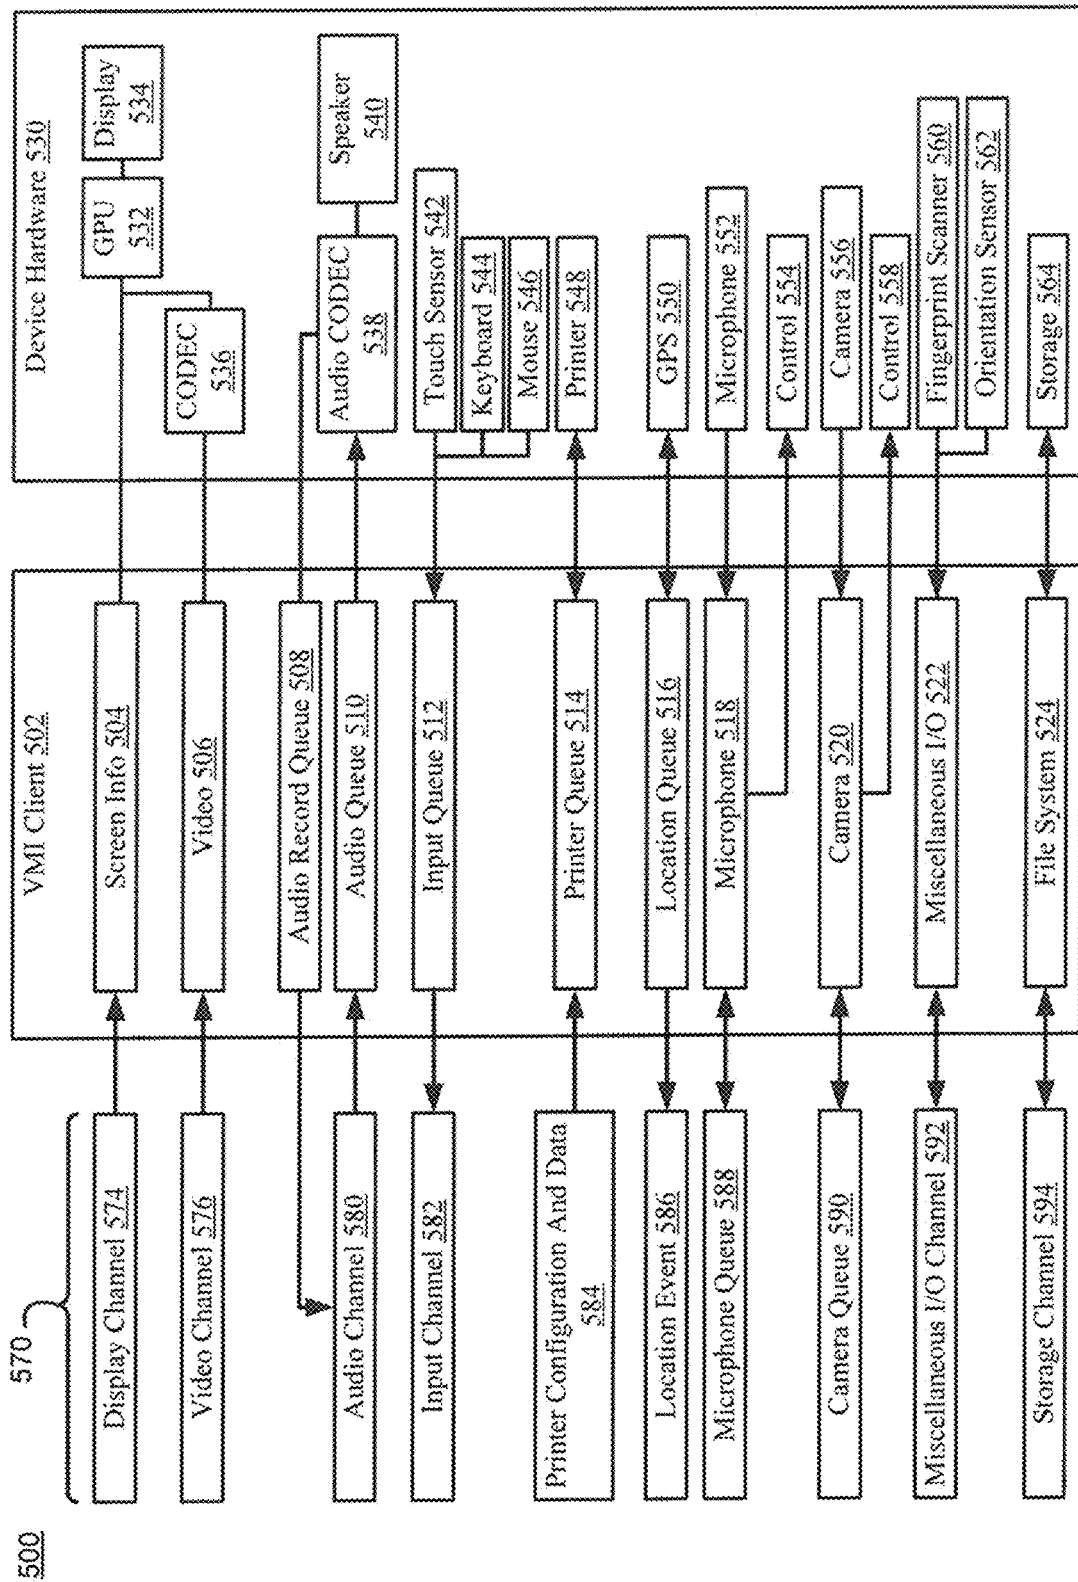 500
570
Display Channel 574
Video Channel 576
Audio Channel 580
Input Channel 582
Printer Configuration And Data
584
Location Event 586
Microphone Queue 588
Camera Queue 590
Miscellaneous I/O Channel 592
Storage Channel 594
VMI Client 502
Screen Info 504
Video 506
Audio Record Queue 508
Audio Queue 510
Input Queue 512
Printer Queue 514
Location Queue 516
Microphone 518
Camera 520
Miscellaneous I/O 522
File System 524
Device Hardware 530
GPU
532
Display
534
CODEC
536
Audio CODEC
538
Speaker
540
Touch Sensor 542
Keyboard 544
Mouse 546
Printer 548
GPS 550
Microphone 552
Control 554
Camera 556
Control 558
Fingerprint Scanner 560
Orientation Sensor 562
Storage 564